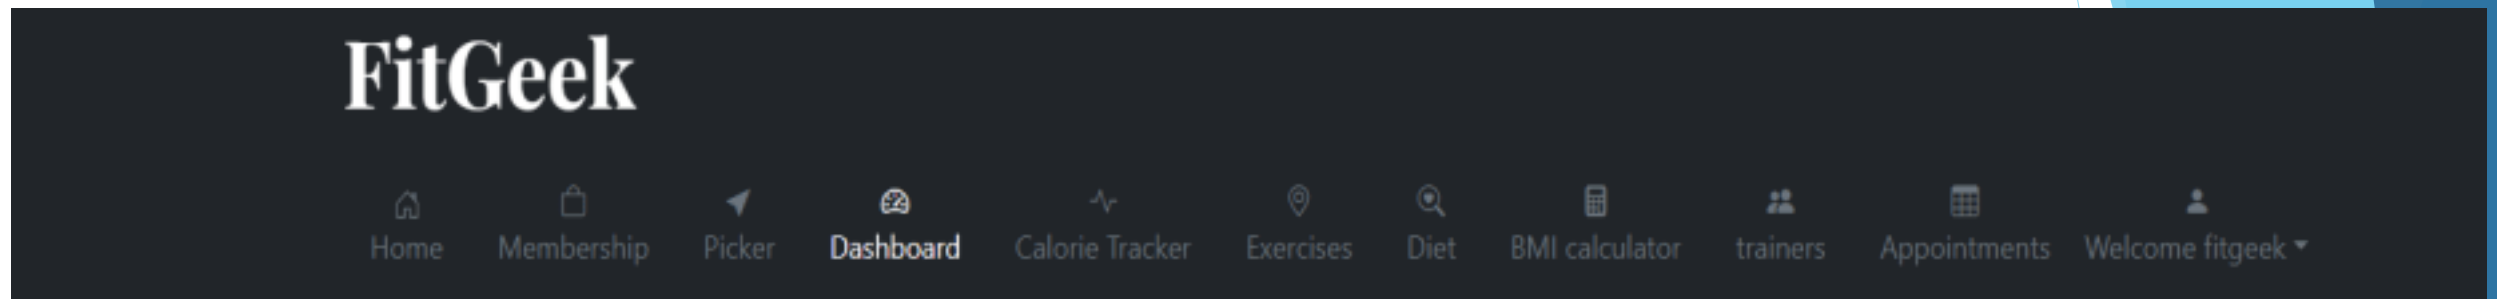 FitGeek
Home Membership Picker Dashboard Calorie Tracker Exercises Diet BMI calculator trainers Appointments Welcome fitgeek